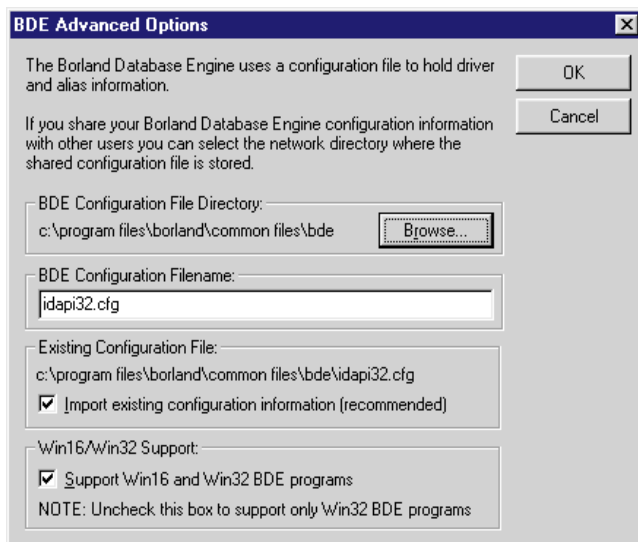 BDE Advanced Options
The Borland Database Engine uses a configuration file to hold driver
and alias information.
OK
Cancel
If you share your Borland Database Engine configuration information
with other users you can select the network directory where the
shared configuration file is stored.
BDE Configuration File Directory:
c:\program files\borland\common files\bde
Browse...
BDE Configuration Filename:
idapi32.cfg
Existing Configuration File:
c:\program files\borland\common files\bde\idapi32.cfg
Import existing configuration information (recommended)
Win16/Win32 Support:
Support Win16 and Win32 BDE programs
NOTE: Uncheck this box to support only Win32 BDE programs